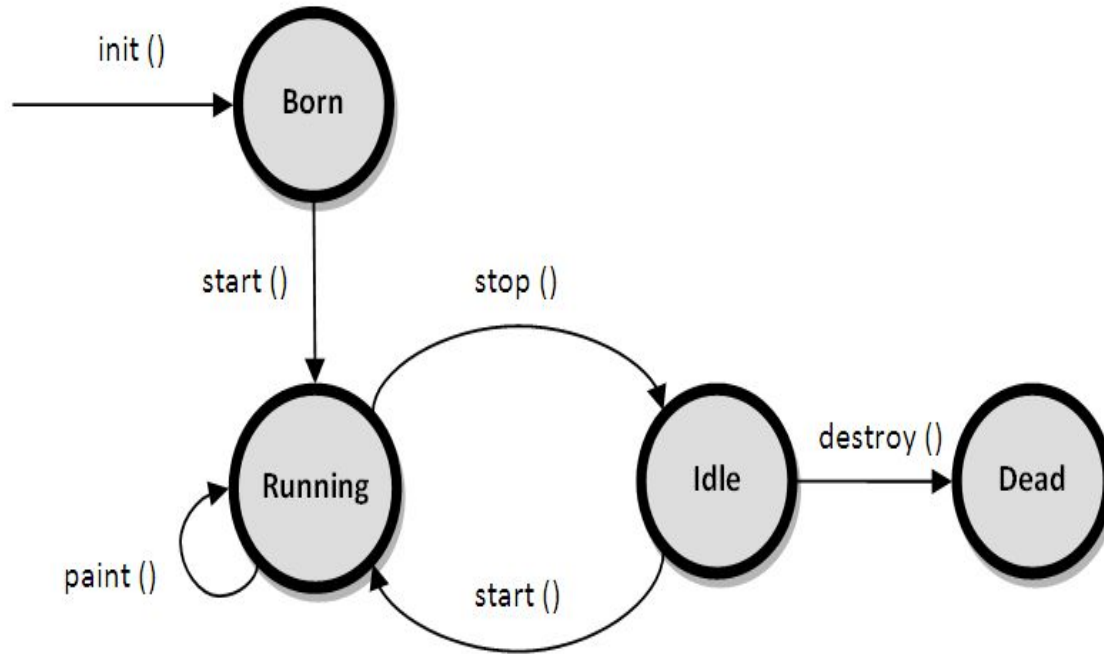 init ()
Born
start ()
stop ()
Running
Idle
destroy ()
Dead
paint ()
start ()